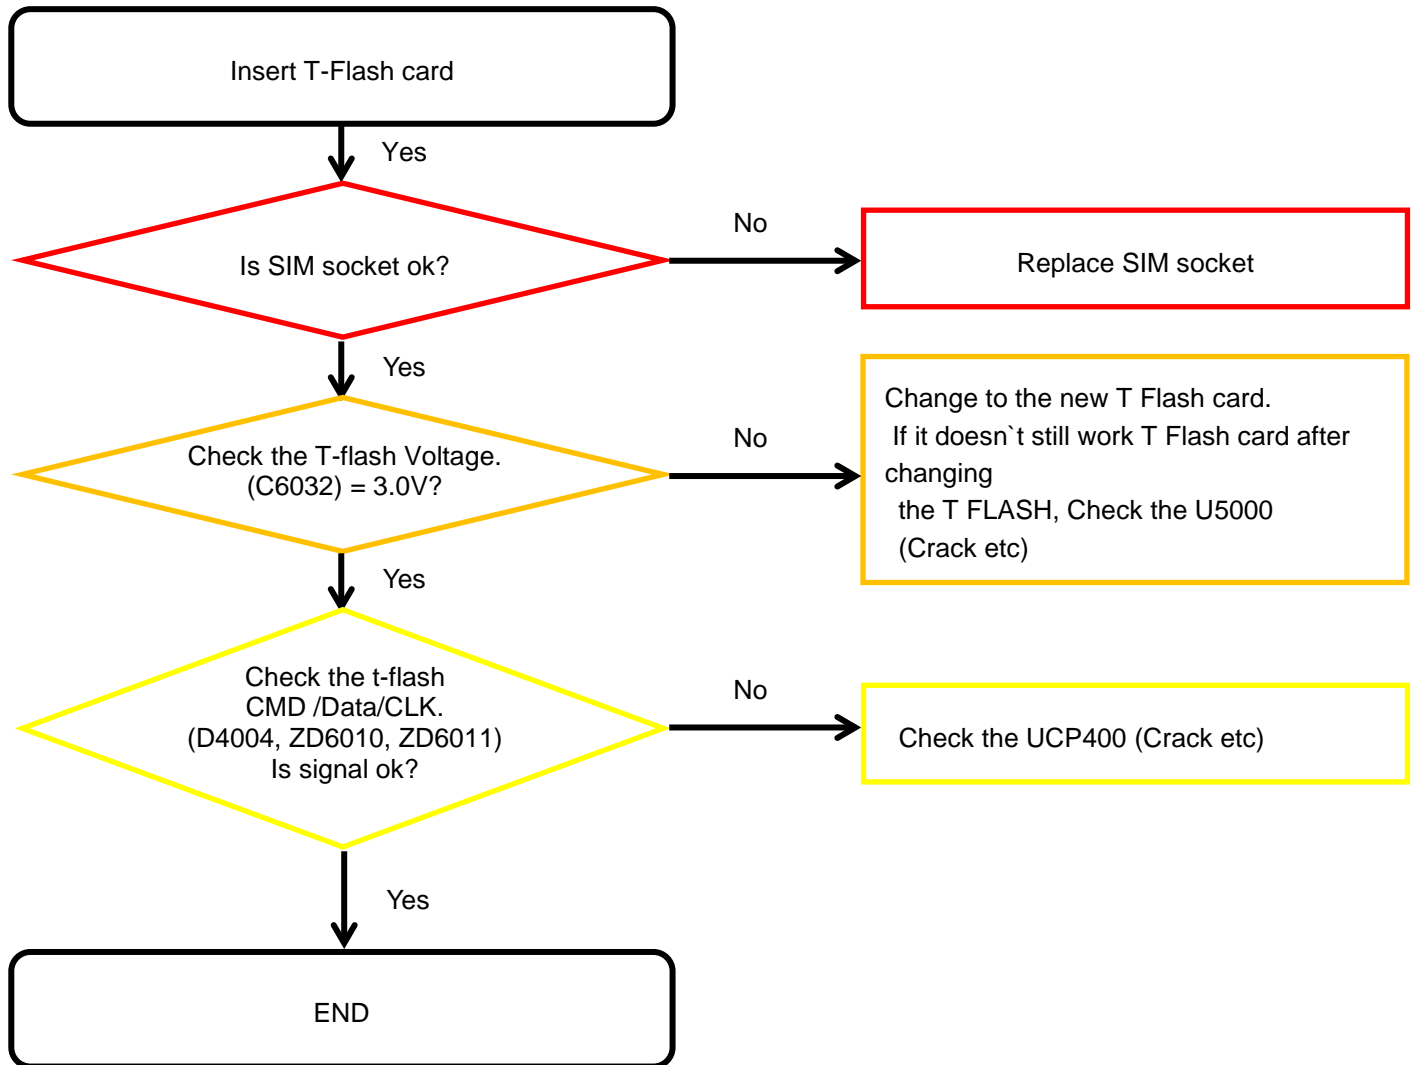 Insert T-Flash card
Yes
Is SIM socket ok?
No
Replace SIM socket
Yes
Check the T-flash Voltage.
(C6032) = 3.0V?
No
Change to the new T Flash card.
If it doesn`t still work T Flash card after
changing
the T FLASH, Check the U5000
(Crack etc)
Yes
Check the t-flash
CMD /Data/CLK.
(D4004, ZD6010, ZD6011)
Is signal ok?
No
Check the UCP400 (Crack etc)
Yes
END